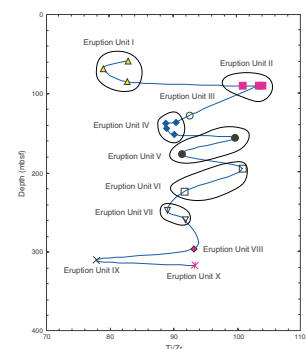 0
Eruption Unit I
Eruption Unit II
100
Eruption Unit III
Eruption Unit IV
Eruption Unit V
Depth (mbsf)
200
Eruption Unit VI
Eruption Unit VII
Eruption Unit VIII
300
Eruption Unit IX
Eruption Unit X
400
70 80 90 100 110
Ti/Zr